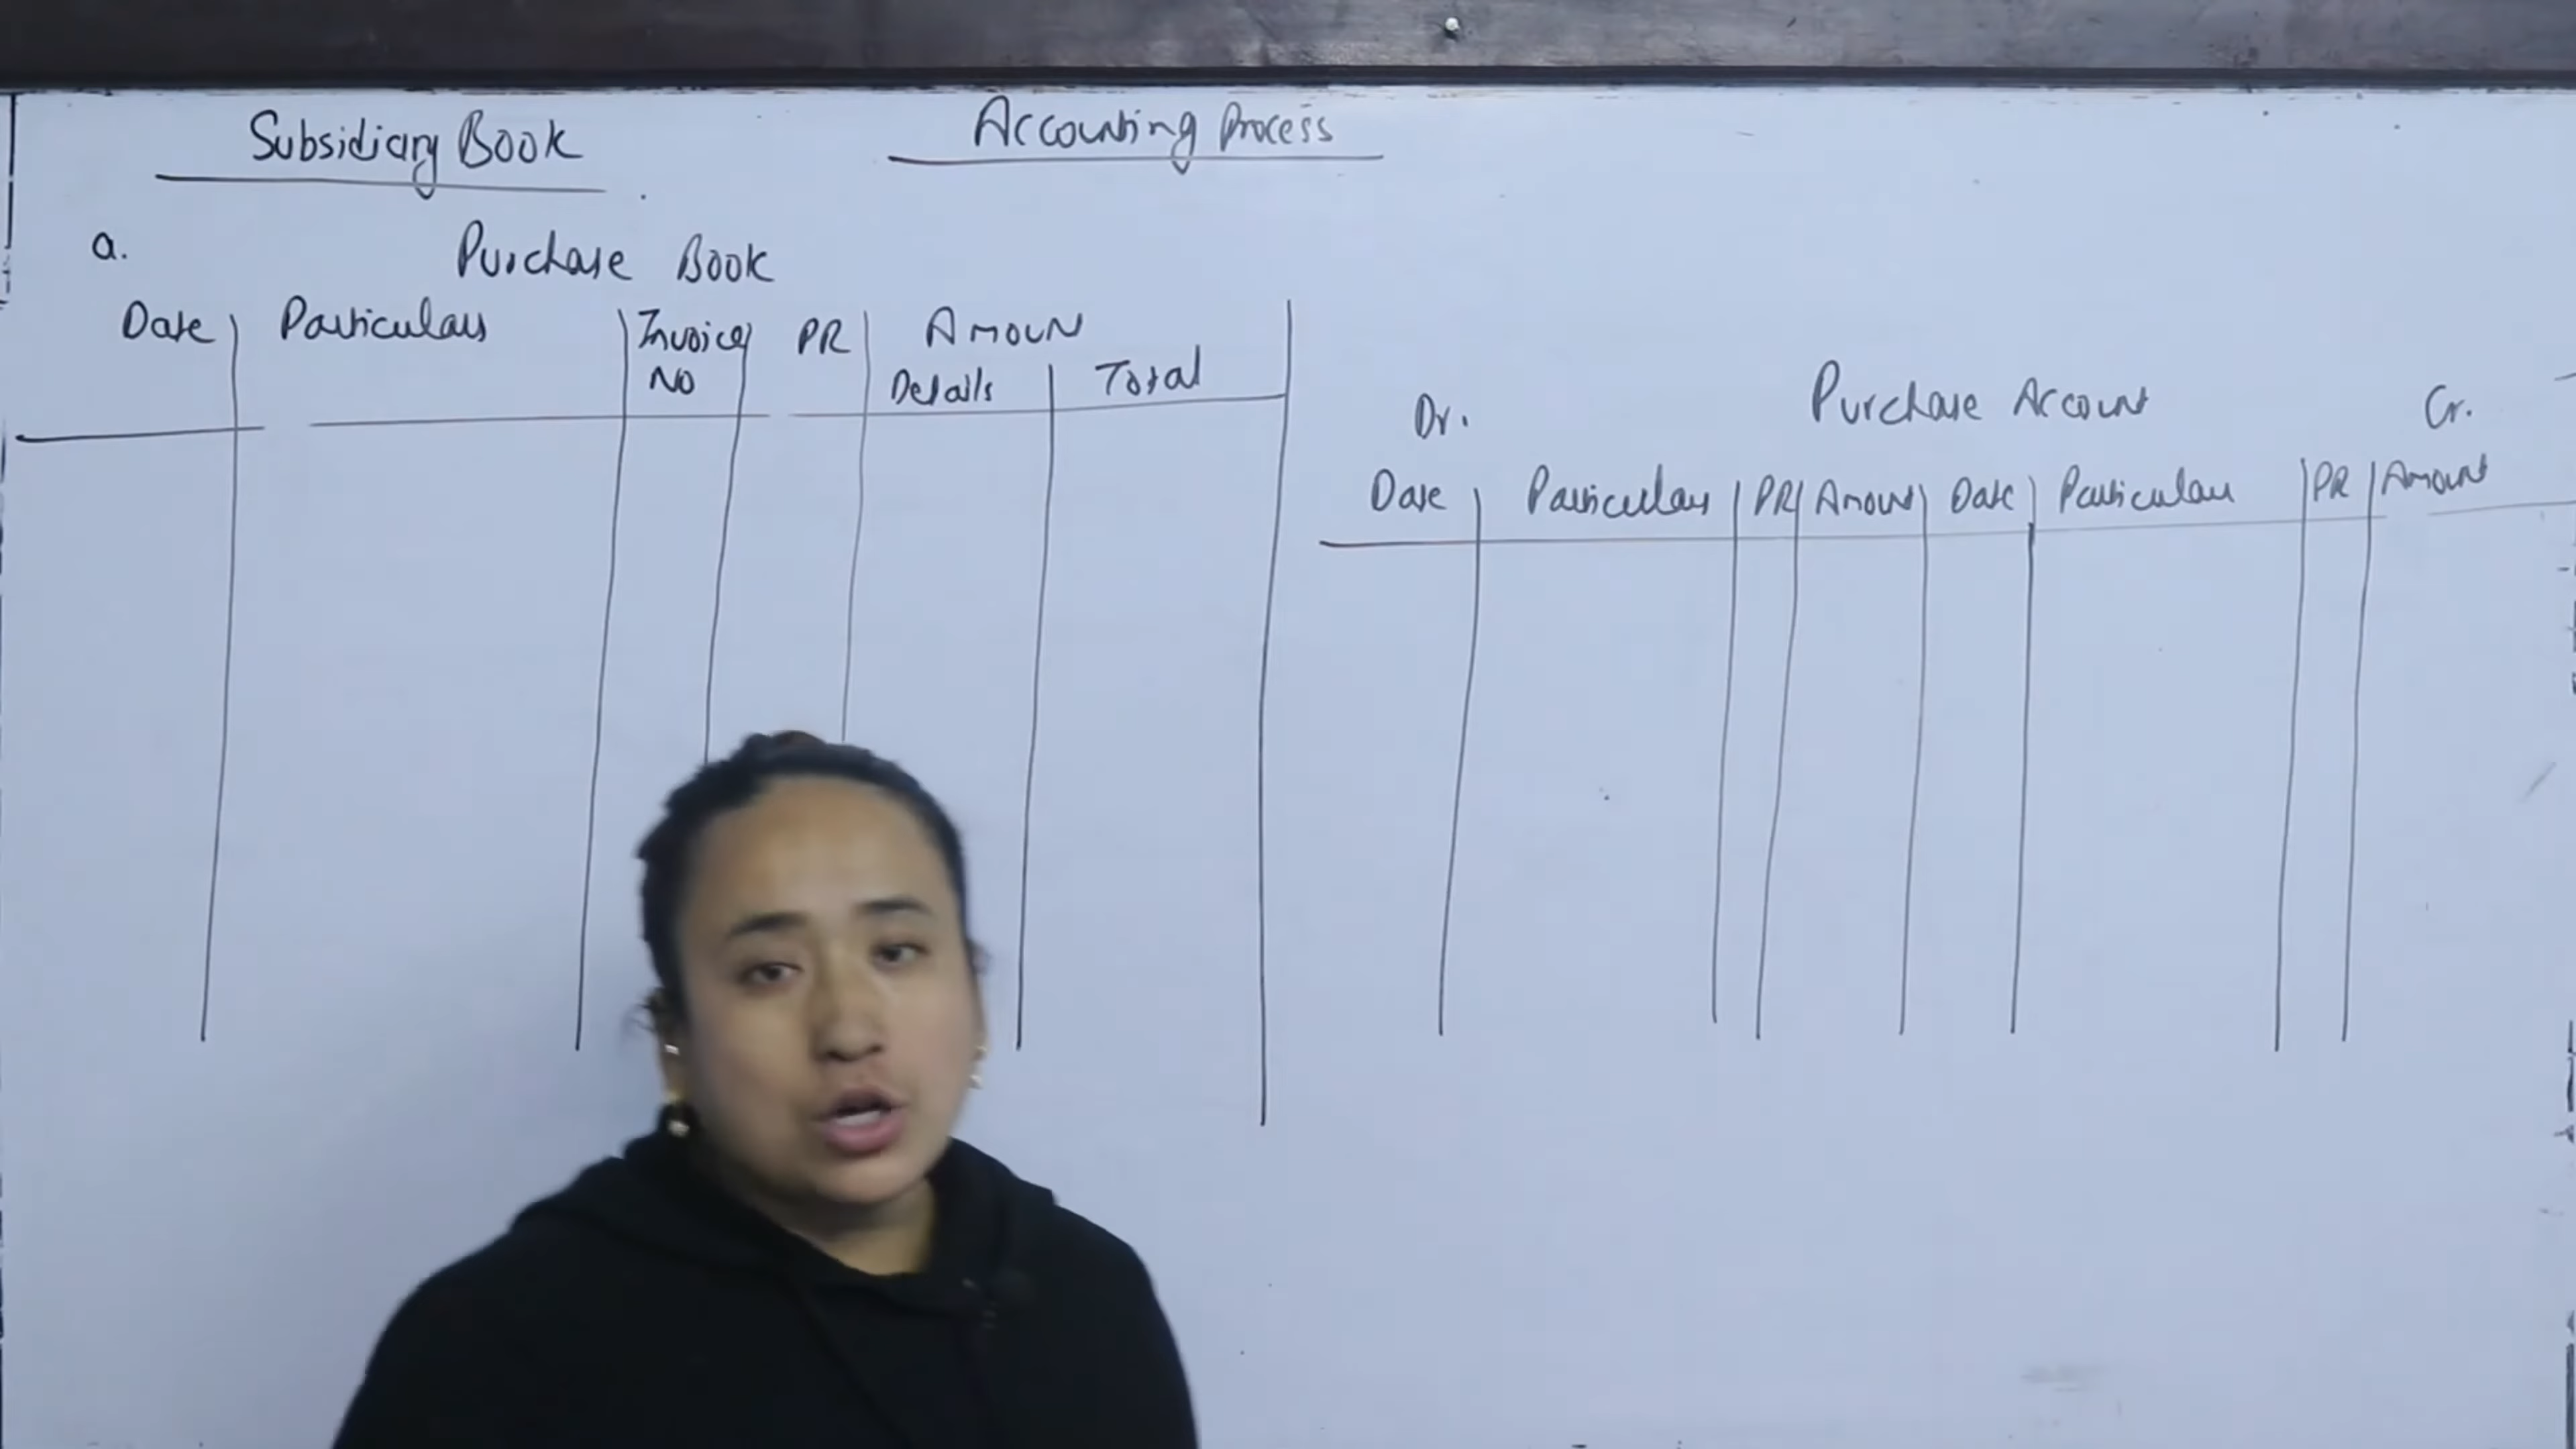 Subsidiary Book
Accounting Process
a.
Purchase Book
Date Particulars Invoice No PR Amoun
Details Total
Dr. Purchase Account Cr.
Date Particulars PR Amount Date Particulars PR Amount